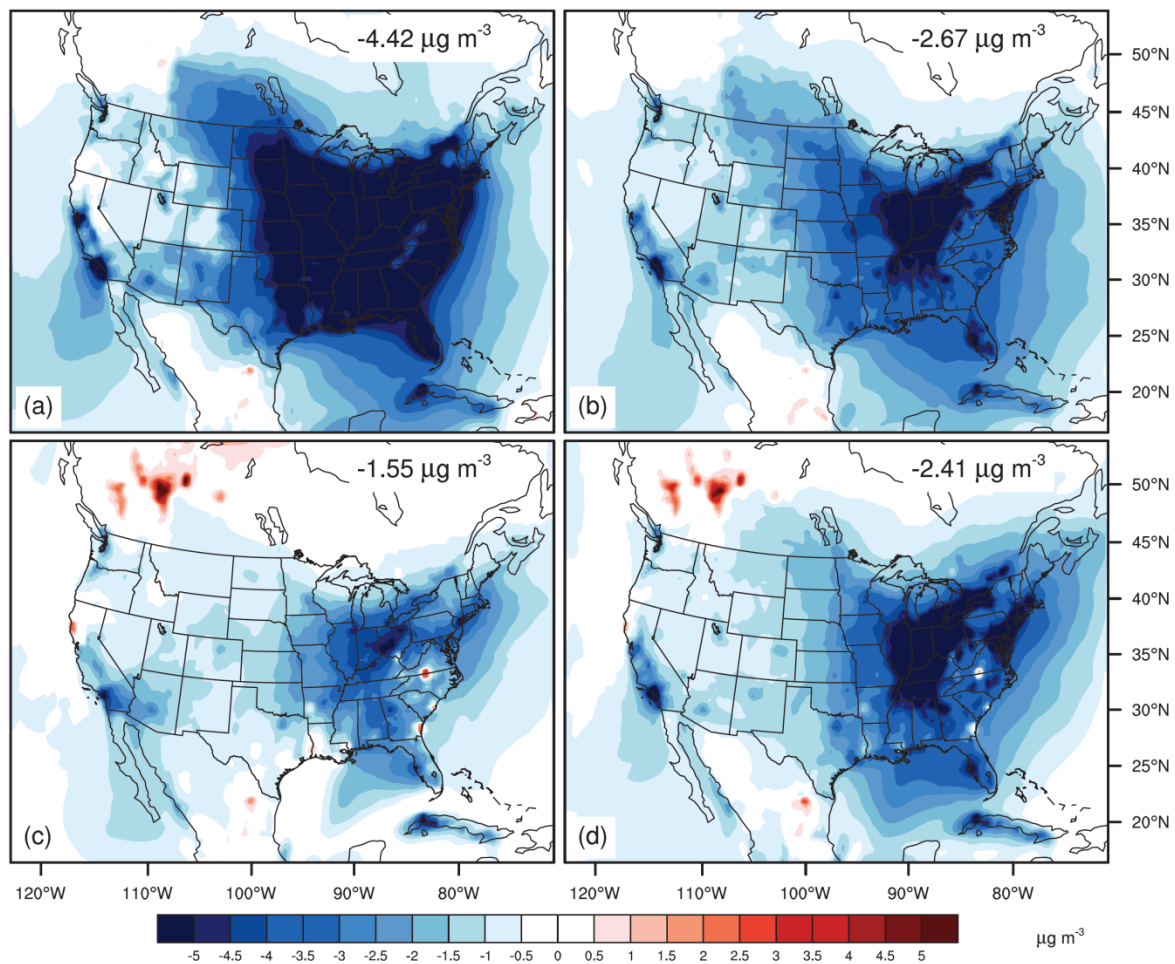 -4.42 μg m-3
-2.67 μg m-3
50°N
45°N
40°N
35°N
30°N
25°N
20°N
(a)
(b)
-1.55 μg m-3
-2.41 μg m-3
50°N
45°N
40°N
35°N
30°N
25°N
20°N
(c)
(d)
120°W 110°W 100°W 90°W 80°W
120°W 110°W 100°W 90°W 80°W
-5 -4.5 -4 -3.5 -3 -2.5 -2 -1.5 -1 -0.5 0 0.5 1 1.5 2 2.5 3 3.5 4 4.5 5
μg m-3